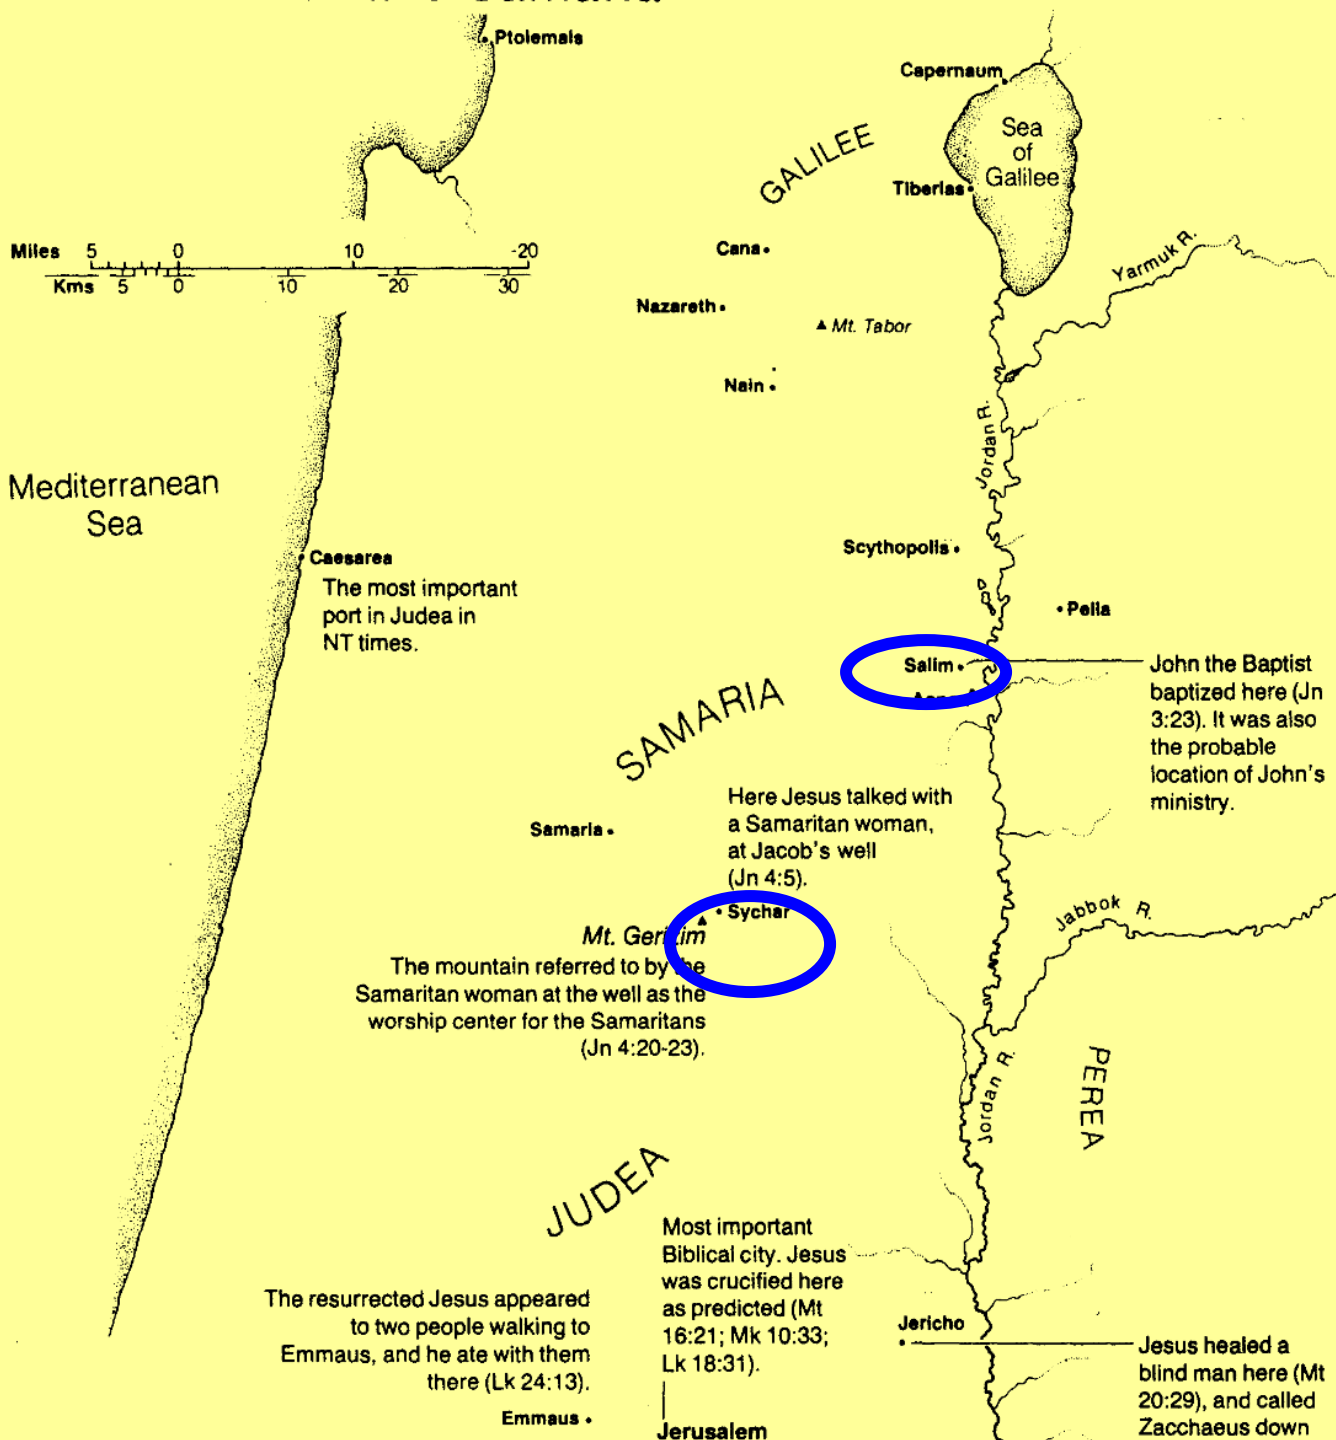 Ptolemais
Capernaum
Sea
of
Galilee
GALILEE
Tiberias
Miles 5 0 10 -20
Kms 5 0 10 20 30
Cana
Yarmuk R.
Nazareth
Mt. Tabor
Nain
Jordan R.
Mediterranean
Sea
Scythopolis
Caesarea
The most important
port in Judea in
NT times.
Pella
Salim
John the Baptist
baptized here (Jn
3:23). It was also
the probable
location of John's
ministry.
SAMARIA
Here Jesus talked with
a Samaritan woman,
at Jacob's well
(Jn 4:5).
Samaria
Sychar
Mt. Gerizim
The mountain referred to by the
Samaritan woman at the well as the
worship center for the Samaritans
(Jn 4:20-23).
Jabbok R.
Jordan R.
PEREA
JUDEA
Most important
Biblical city. Jesus
was crucified here
as predicted (Mt
16:21; Mk 10:33;
Lk 18:31).
Jerusalem
The resurrected Jesus appeared
to two people walking to
Emmaus, and he ate with them
there (Lk 24:13).
Emmaus
Jericho
Jesus healed a
blind man here (Mt
20:29), and called
Zacchaeus down